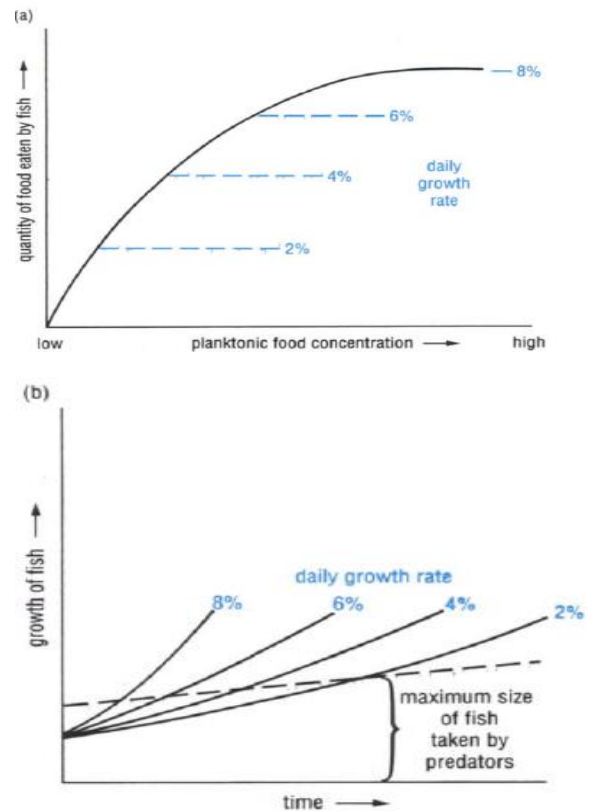 (a)
quantity of food eaten by fish
8%
6%
4%
2%
daily
growth
rate
low
planktonic food concentration
high
(b)
growth of fish
daily growth rate
8%
6%
4%
2%
maximum size
of fish
taken by
predators
time